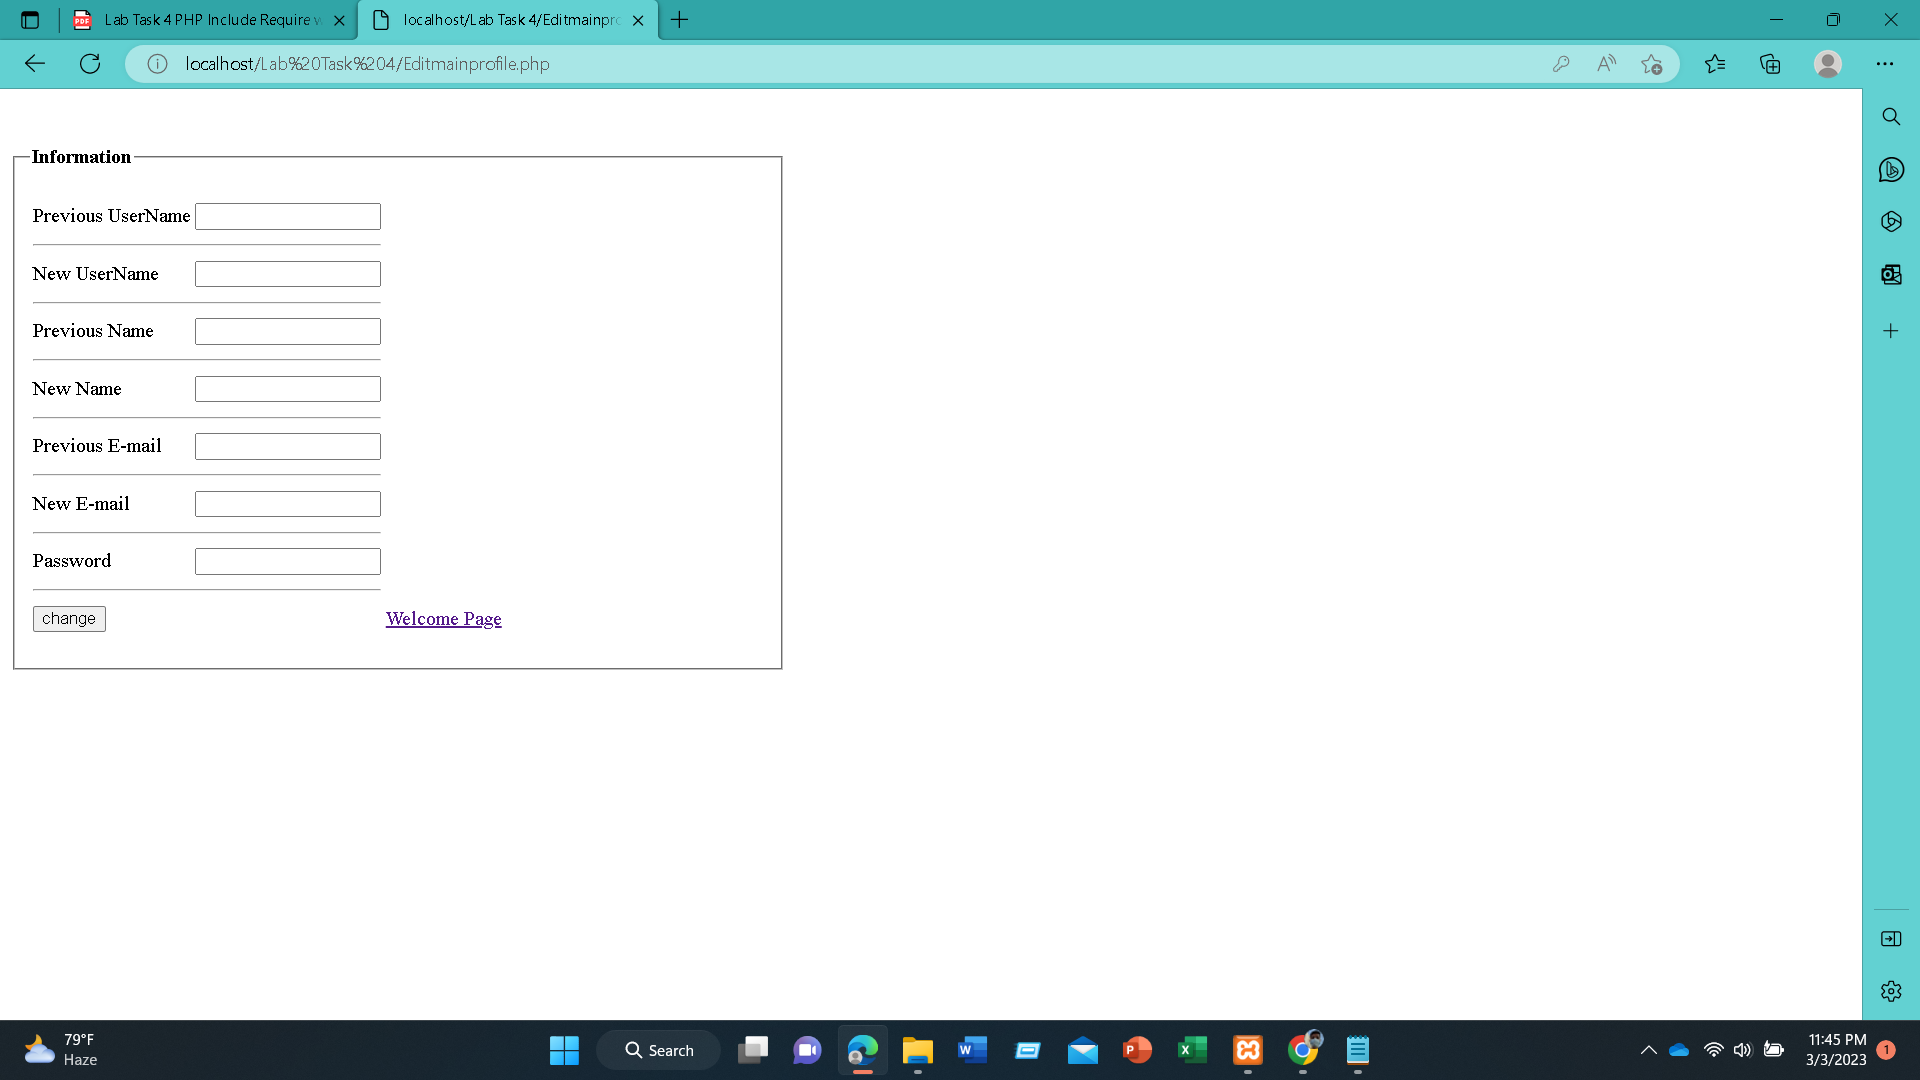 Lab Task 4 PHP Include Require w
localhost/Lab Task 4/Editmainpro
localhost/Lab%20Task%204/Editmainprofile.php
Information
Previous UserName
New UserName
Previous Name
New Name
Previous E-mail
New E-mail
Password
change
Welcome Page
79°F
Haze
Search
11:45 PM
3/3/2023
1